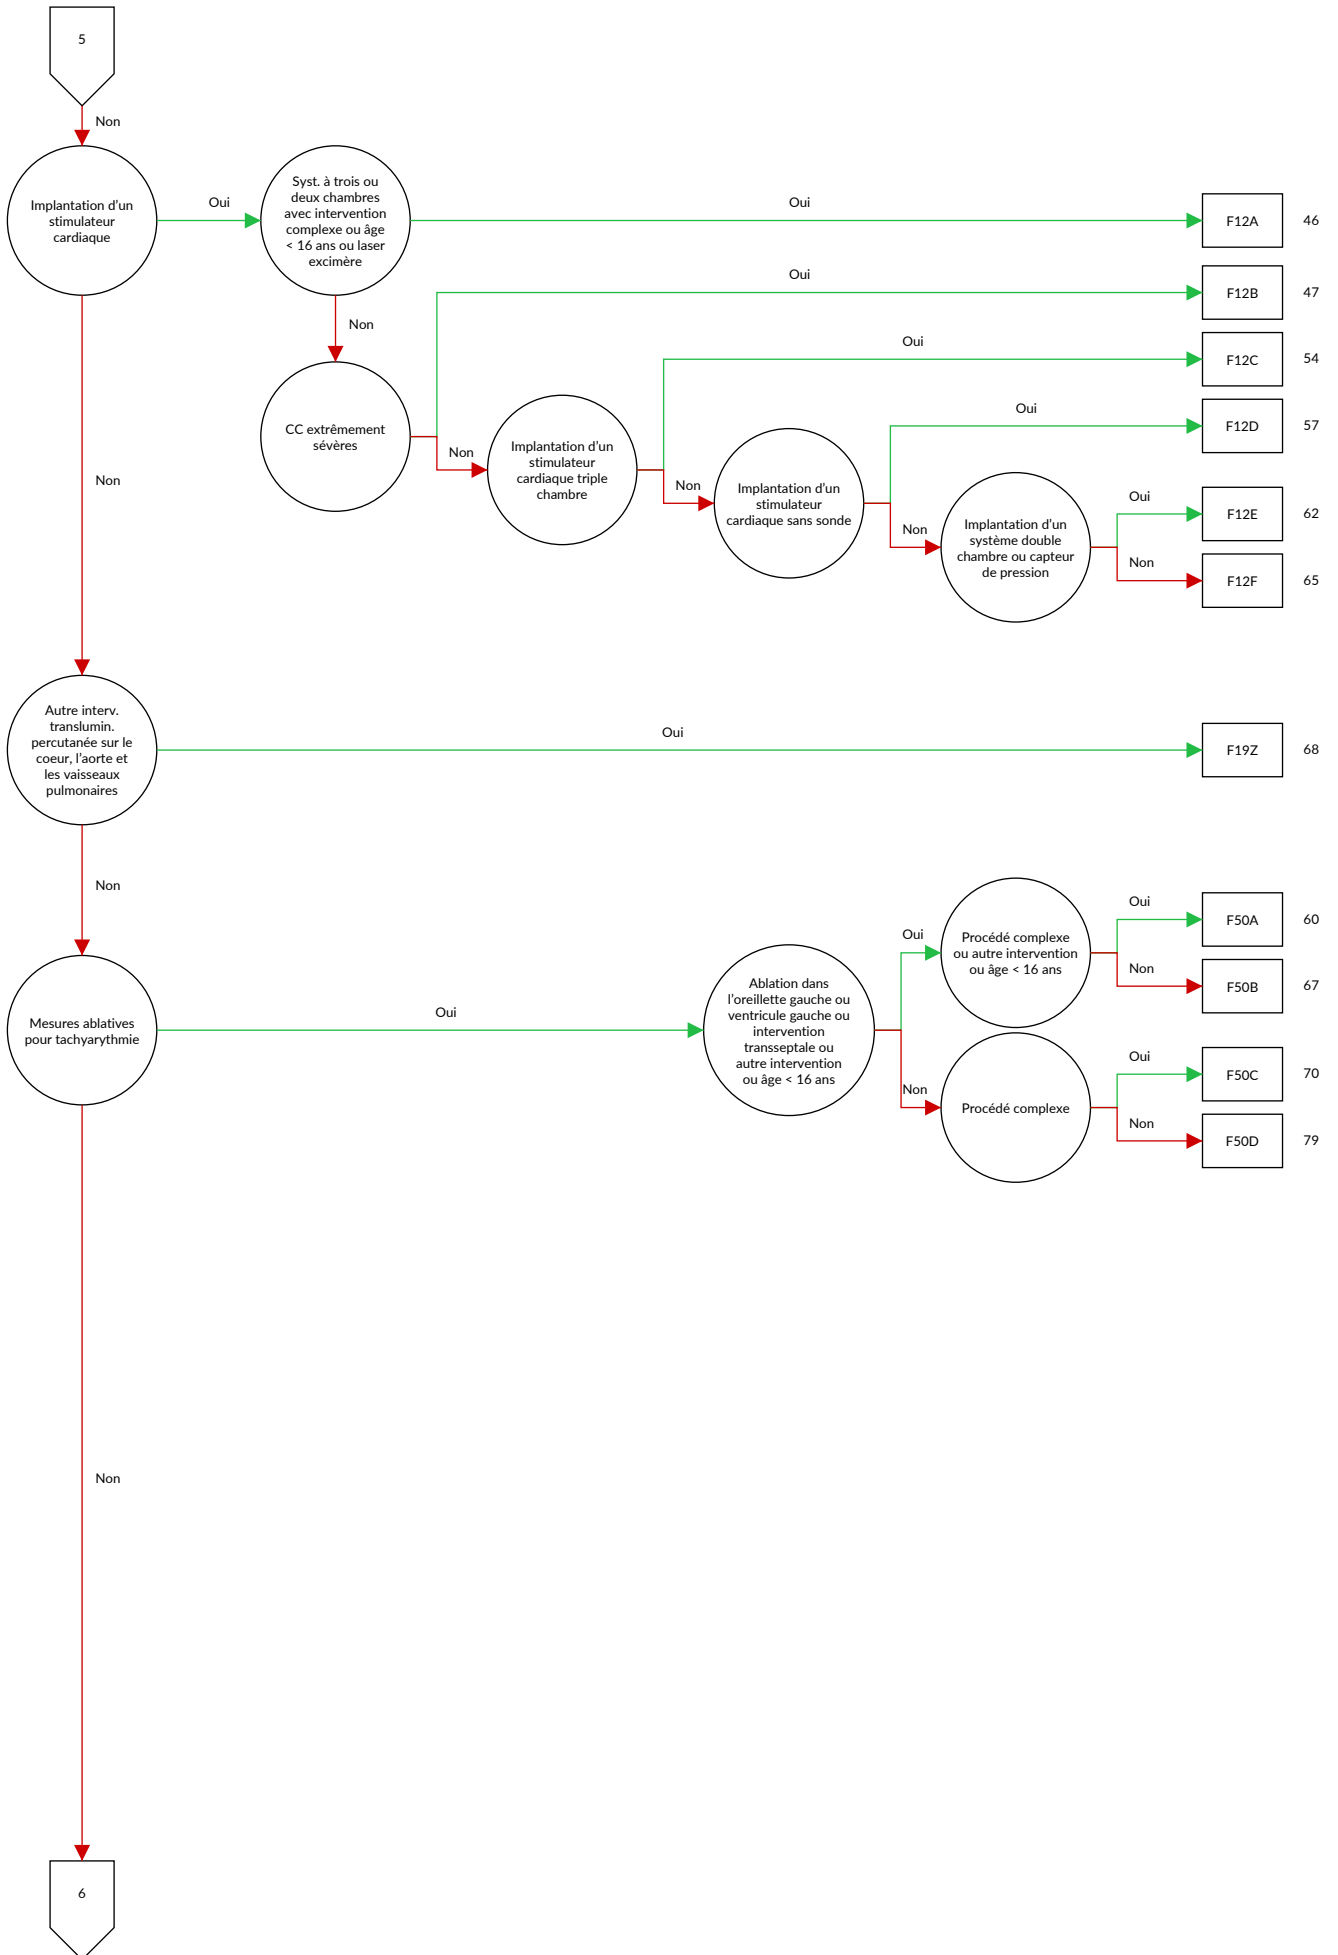 5
Non
Implantation d'un
stimulateur
cardiaque
Oui
Syst. à trois ou
deux chambres
avec intervention
complexe ou âge
< 16 ans ou laser
excimère
Oui
F12A
46
Non
Oui
F12B
47
CC extrêmement
sévères
Non
Implantation d'un
stimulateur
cardiaque triple
chambre
Oui
F12C
54
Non
Implantation d'un
stimulateur
cardiaque sans sonde
Oui
F12D
57
Non
Implantation d'un
système double
chambre ou capteur
de pression
Oui
F12E
62
Non
F12F
65
Non
Autre interv.
translumin.
percutanée sur le
coeur, l'aorte et
les vaisseaux
pulmonaires
Oui
F19Z
68
Non
Mesures ablatives
pour tachyarythmie
Oui
Ablation dans
l'oreillette gauche ou
ventricule gauche ou
intervention
transseptale ou
autre intervention
ou âge < 16 ans
Oui
Procédé complexe
ou autre intervention
ou âge < 16 ans
Oui
F50A
60
Non
F50B
67
Non
Procédé complexe
Oui
F50C
70
Non
F50D
79
Non
6